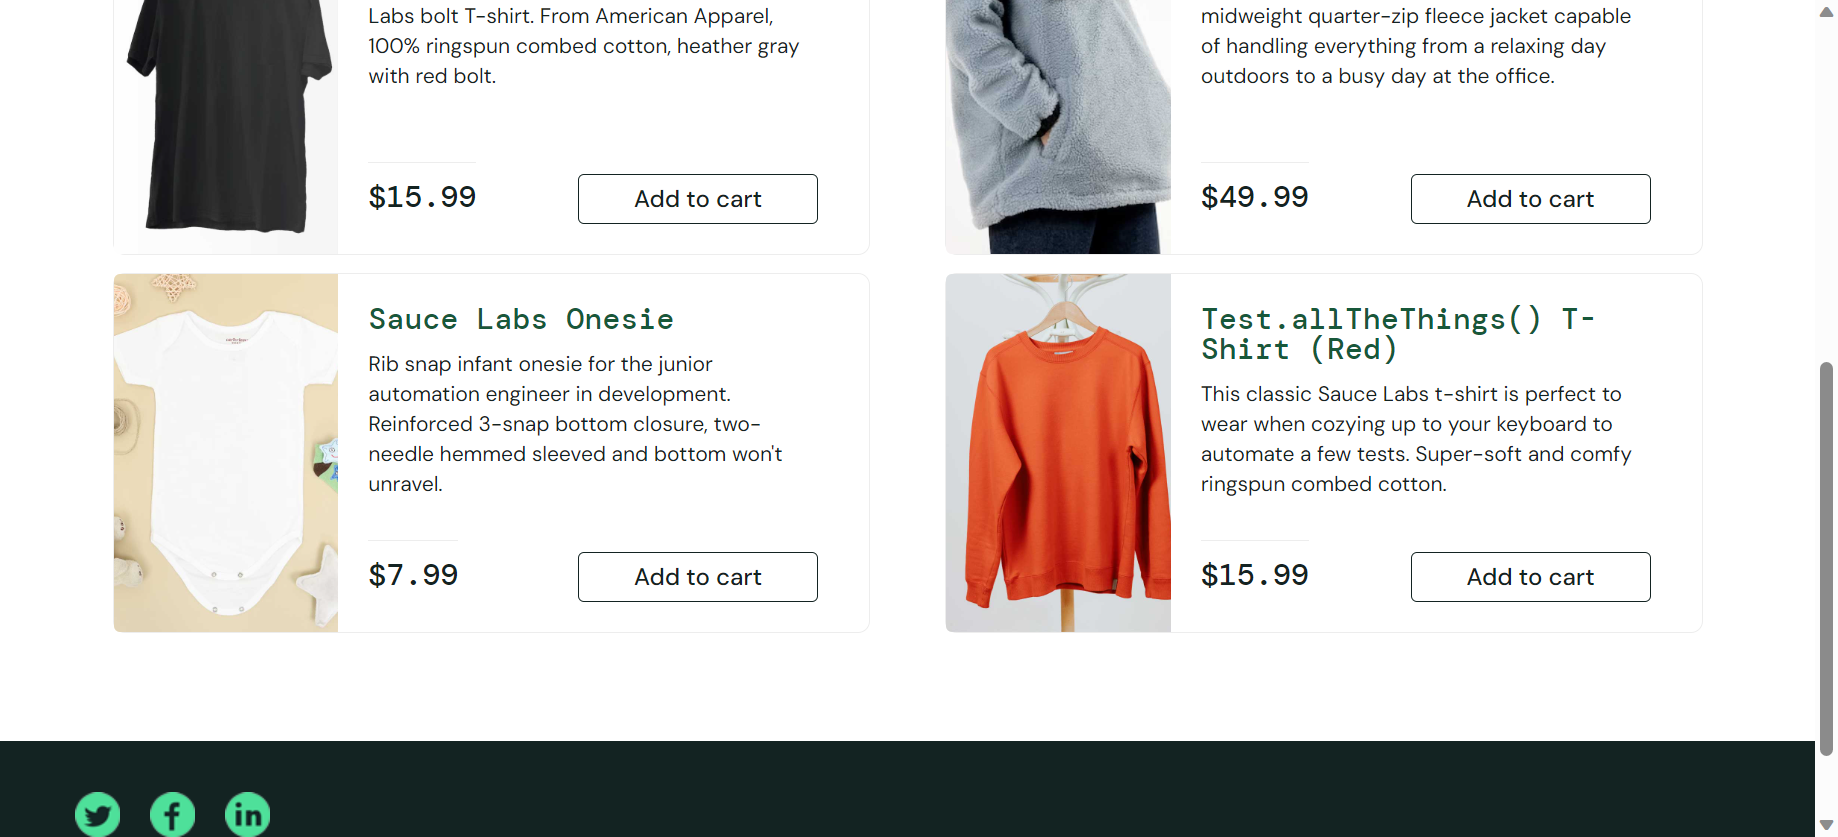 Labs bolt T-shirt. From American Apparel,
100% ringspun combed cotton, heather gray
with red bolt.
$15.99
Add to cart
midweight quarter-zip fleece jacket capable
of handling everything from a relaxing day
outdoors to a busy day at the office.
$49.99
Add to cart
Sauce Labs Onesie
Rib snap infant onesie for the junior
automation engineer in development.
Reinforced 3-snap bottom closure, two-
needle hemmed sleeved and bottom won't
unravel.
$7.99
Add to cart
Test.allTheThings() T-
Shirt (Red)
This classic Sauce Labs t-shirt is perfect to
wear when cozying up to your keyboard to
automate a few tests. Super-soft and comfy
ringspun combed cotton.
$15.99
Add to cart